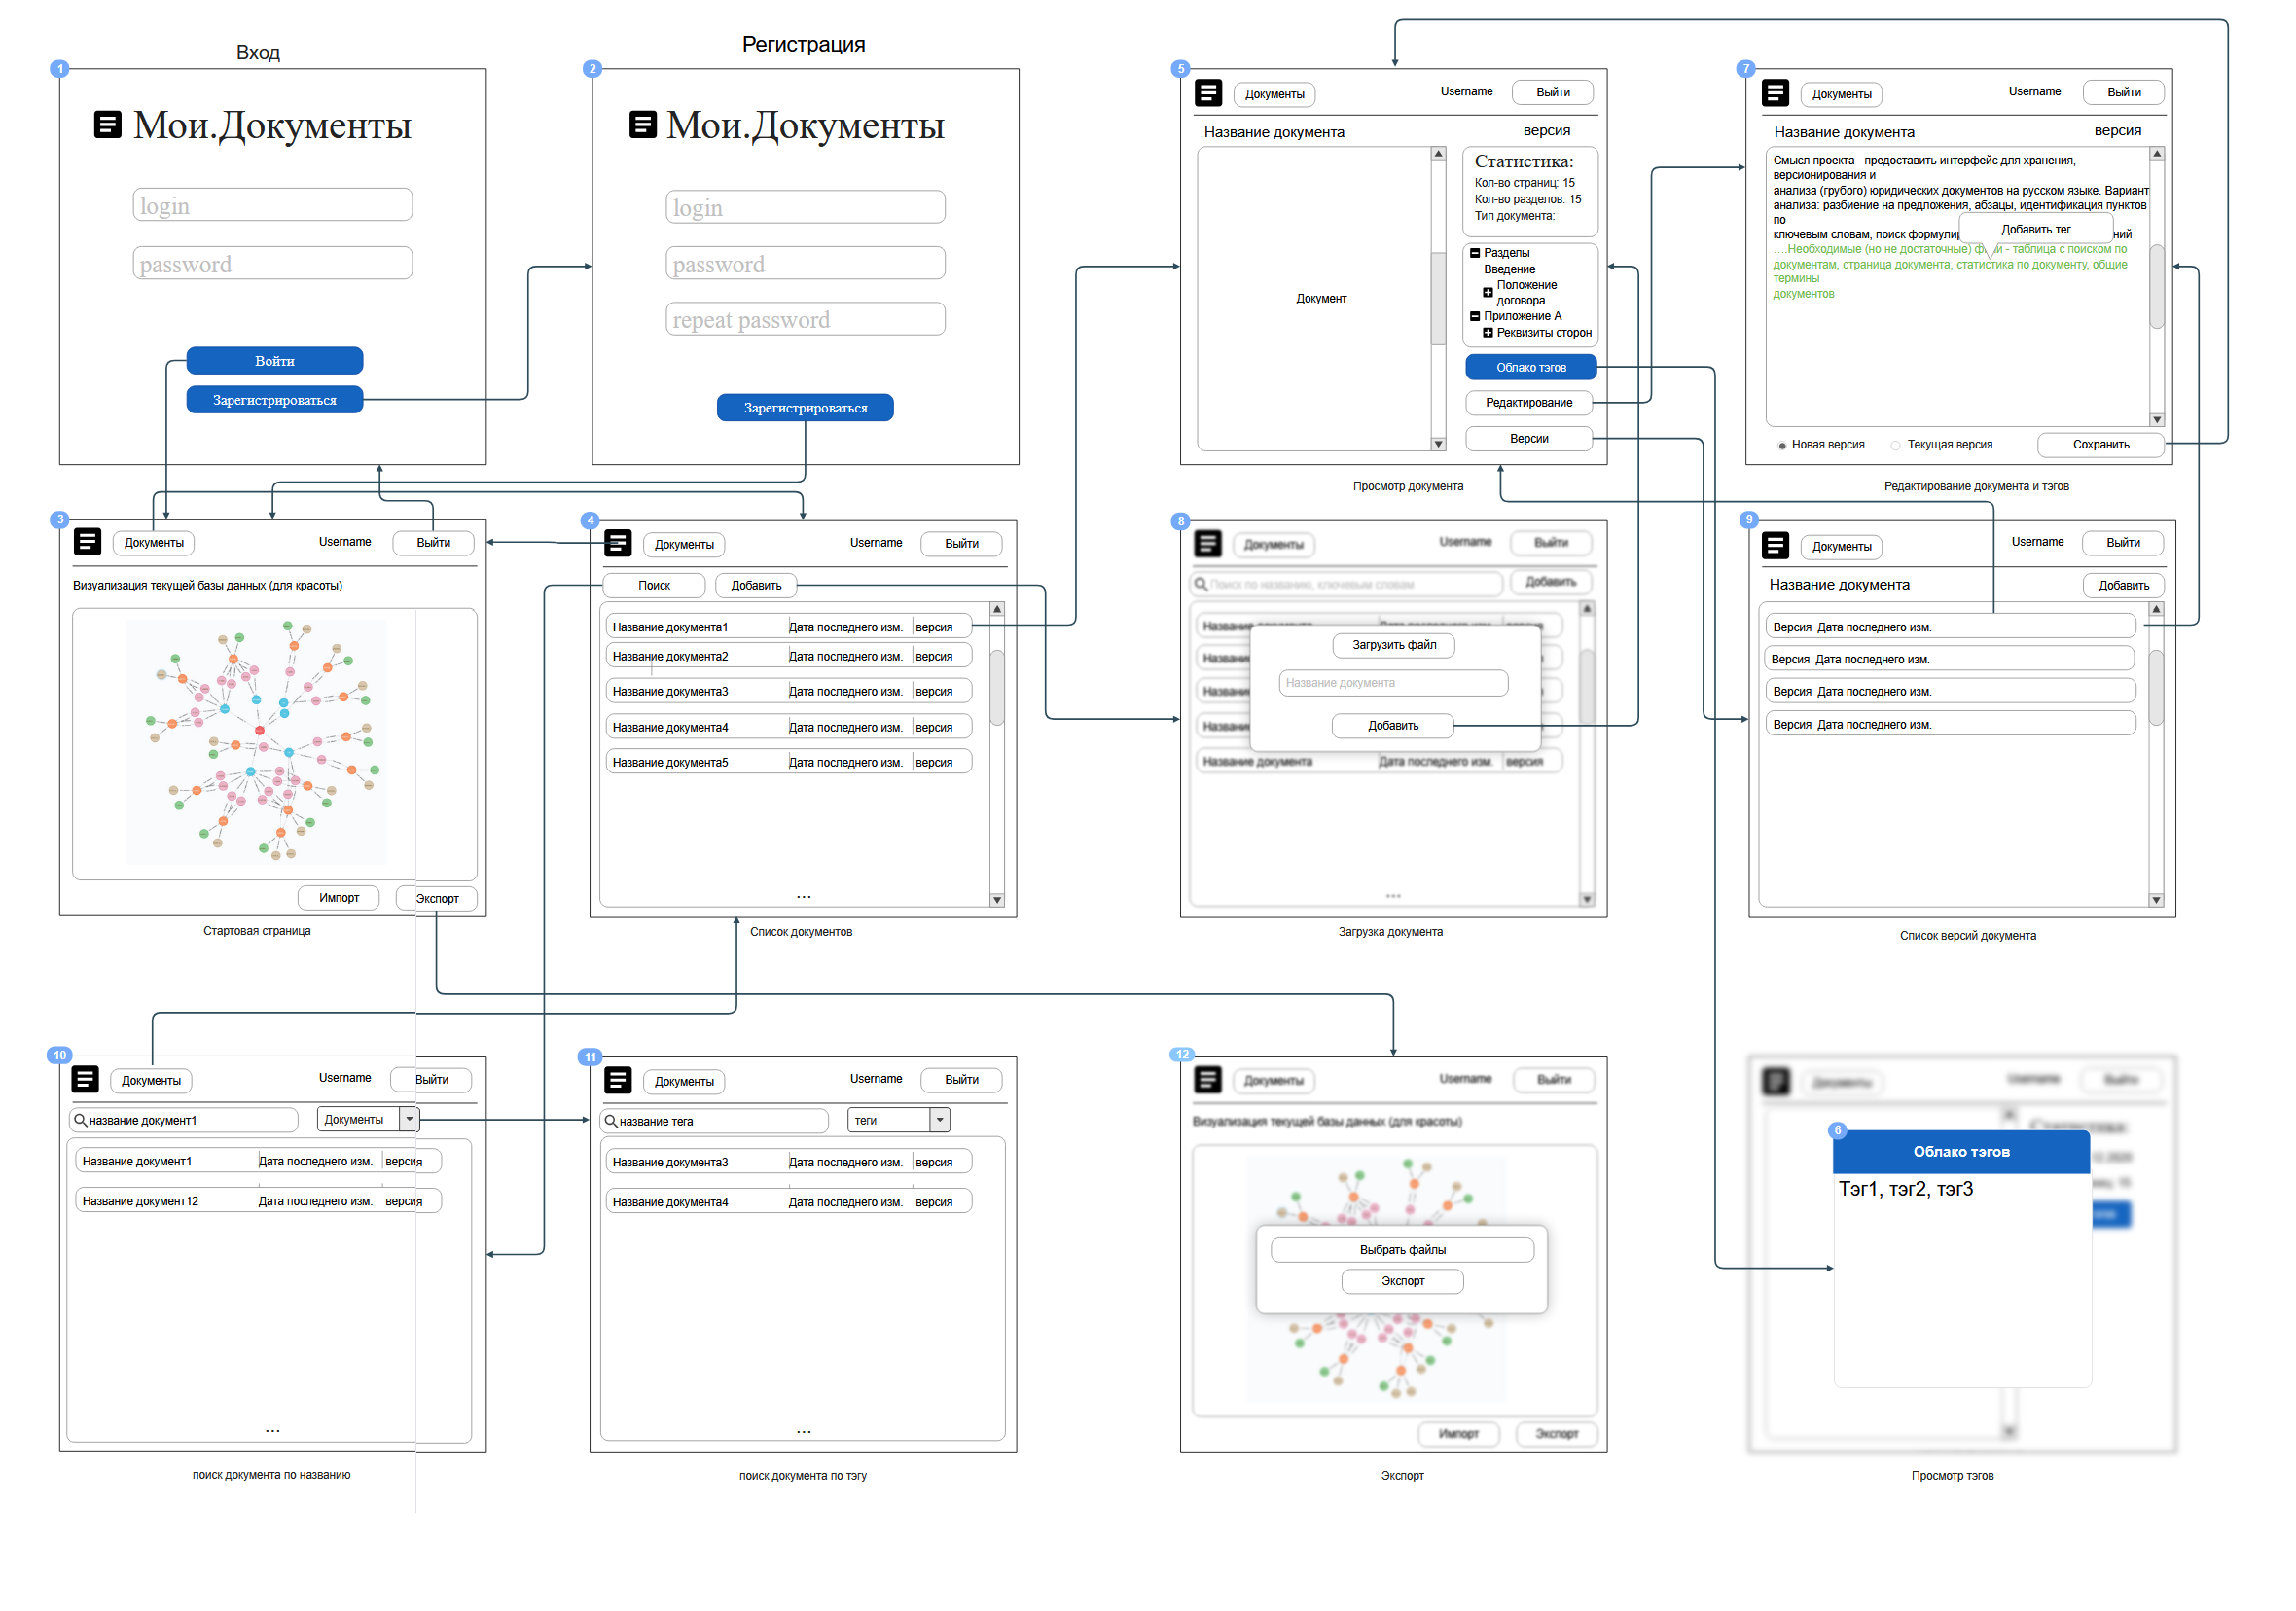 Вход
1
Мои.Документы
login
password
Войти
Зарегистрироваться
Регистрация
2
Мои.Документы
login
password
repeat password
Зарегистрироваться
5
Документы
Username
Выйти
Название документа
версия
Документ
Статистика:
Кол-во страниц: 15
Кол-во разделов: 15
Тип документа:
Разделы
Введение
Положение
договора
Приложение А
Реквизиты сторон
Облако тэгов
Редактирование
Версии
Просмотр документа
7
Документы
Username
Выйти
Название документа
версия
Смысл проекта - предоставить интерфейс для хранения,
версионирования и
анализа (грубого) юридических документов на русском языке. Вариант
анализа: разбиение на предложения, абзацы, идентификация пунктов
по
ключевым словам, поиск
Добавить тег
....Необходимые (но не достаточные) - таблица с поиском по
документам, страница документа, статистика по документу, общие
термины
документов
Новая версия
Текущая версия
Сохранить
Редактирование документа и тэгов
3
Документы
Username
Выйти
Визуализация текущей базы данных (для красоты)
Импорт
Экспорт
Стартовая страница
4
Документы
Username
Выйти
Поиск
Добавить
Название документа1 Дата последнего изм. версия
Название документа2 Дата последнего изм. версия
Название документа3 Дата последнего изм. версия
Название документа4 Дата последнего изм. версия
Название документа5 Дата последнего изм. версия
...
Список документов
8
Документы
Username
Выйти
Поиск по названию, ключевым словам
Добавить
Загрузить файл
Название документа
Добавить
Название документа Дата последнего изм. версия
...
Загрузка документа
9
Документы
Username
Выйти
Название документа
Добавить
Версия Дата последнего изм.
Версия Дата последнего изм.
Версия Дата последнего изм.
Версия Дата последнего изм.
Список версий документа
10
Документы
Username
Выйти
название документ1
Документы
Название документ1 Дата последнего изм. версия
Название документ12 Дата последнего изм. версия
...
поиск документа по названию
11
Документы
Username
Выйти
название тега
теги
Название документа3 Дата последнего изм. версия
Название документа4 Дата последнего изм. версия
...
поиск документа по тэгу
12
Документы
Username
Выйти
Визуализация текущей базы данных (для красоты)
Выбрать файлы
Экспорт
Импорт
Экспорт
Экспорт
Документы
Username
Выйти
6
Облако тэгов
Тэг1, тэг2, тэг3
Просмотр тэгов